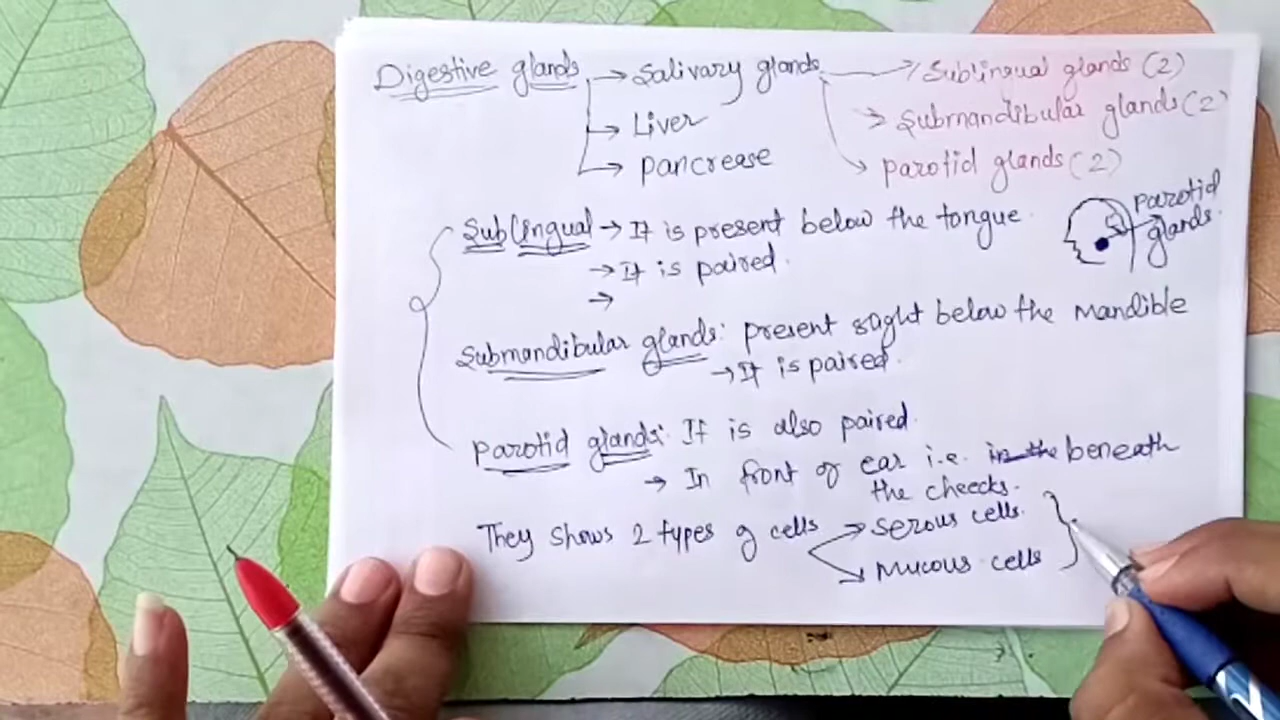 Digestive glands → Salivary glands → Sublingual glands (2)
→ Submandibular glands (2)
→ Liver
→ pancrease
→ parotid glands (2)
parotid glands.
Sublingual → It is present below the tongue.
→ It is paired.
→
Submandibular glands: present sight below the Mandible
→ It is paired.
parotid glands: It is also paired.
→ In front of ear i.e. in the beneath
the cheecks.
They shows 2 types of cells → Serous cells.
→ Mucous cells